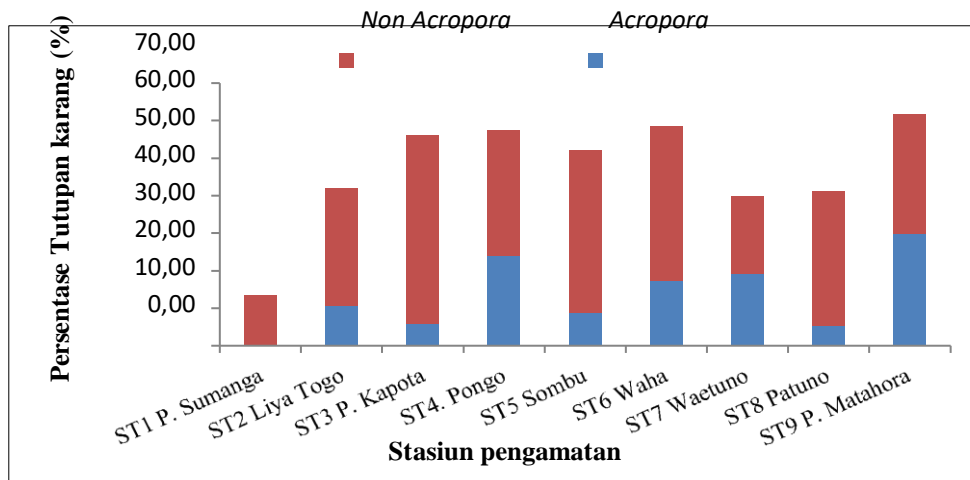 Non Acropora
Acropora
Persentase Tutupan karang (%)
70,00
60,00
50,00
40,00
30,00
20,00
10,00
0,00
ST1 P. Sumanga
ST2 Liya Togo
ST3 P. Kapota
ST4. Pongo
ST5 Sombu
ST6 Waha
ST7 Waetuno
ST8 Patuno
ST9 P. Matahora
Stasiun pengamatan